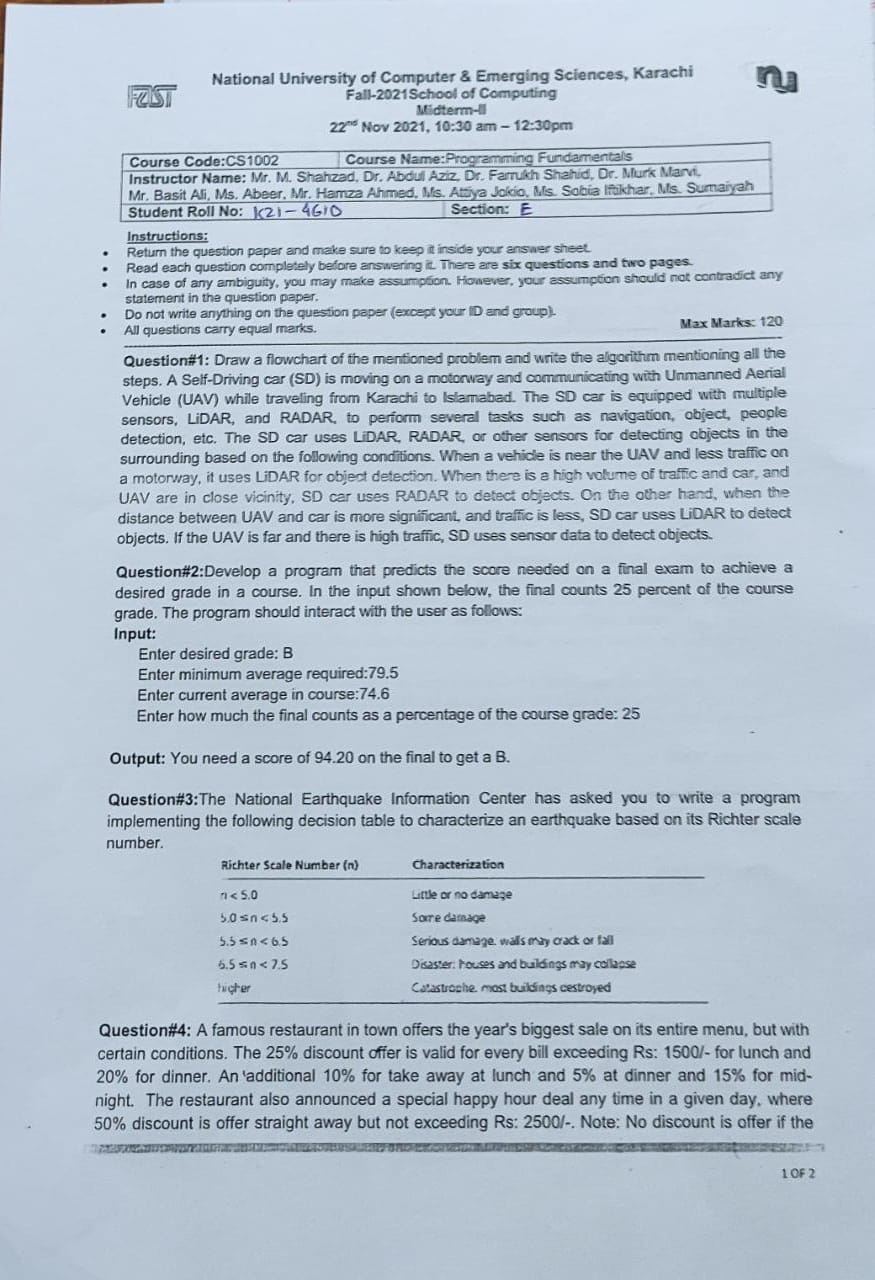 FAST
National University of Computer & Emerging Sciences, Karachi
Fall-2021School of Computing
Midterm-II
22nd Nov 2021, 10:30 am – 12:30pm
Course Code:CS1002 Course Name:Programming Fundamentals
Instructor Name: Mr. M. Shahzad, Dr. Abdul Aziz, Dr. Farrukh Shahid, Dr. Murk Marvi,
Mr. Basit Ali, Ms. Abeer, Mr. Hamza Ahmed, Ms. Attiya Jokio, Ms. Sobia Iftikhar, Ms. Sumaiyah
Student Roll No: K21-4610 Section: E
Instructions:
• Return the question paper and make sure to keep it inside your answer sheet.
• Read each question completely before answering it. There are six questions and two pages.
• In case of any ambiguity, you may make assumption. However, your assumption should not contradict any
statement in the question paper.
• Do not write anything on the question paper (except your ID and group).
• All questions carry equal marks. Max Marks: 120
Question#1: Draw a flowchart of the mentioned problem and write the algorithm mentioning all the
steps. A Self-Driving car (SD) is moving on a motorway and communicating with Unmanned Aerial
Vehicle (UAV) while traveling from Karachi to Islamabad. The SD car is equipped with multiple
sensors, LiDAR, and RADAR, to perform several tasks such as navigation, object, people
detection, etc. The SD car uses LiDAR, RADAR, or other sensors for detecting objects in the
surrounding based on the following conditions. When a vehicle is near the UAV and less traffic on
a motorway, it uses LiDAR for object detection. When there is a high volume of traffic and car, and
UAV are in close vicinity, SD car uses RADAR to detect objects. On the other hand, when the
distance between UAV and car is more significant, and traffic is less, SD car uses LiDAR to detect
objects. If the UAV is far and there is high traffic, SD uses sensor data to detect objects.
Question#2:Develop a program that predicts the score needed on a final exam to achieve a
desired grade in a course. In the input shown below, the final counts 25 percent of the course
grade. The program should interact with the user as follows:
Input:
Enter desired grade: B
Enter minimum average required:79.5
Enter current average in course:74.6
Enter how much the final counts as a percentage of the course grade: 25
Output: You need a score of 94.20 on the final to get a B.
Question#3:The National Earthquake Information Center has asked you to write a program
implementing the following decision table to characterize an earthquake based on its Richter scale
number.
Richter Scale Number (n) Characterization
n < 5.0 Little or no damage
5.0 ≤ n < 5.5 Some damage
5.5 ≤ n < 6.5 Serious damage. walls may crack or fall
6.5 ≤ n < 7.5 Disaster: houses and buildings may collapse
higher Catastrophe. most buildings destroyed
Question#4: A famous restaurant in town offers the year's biggest sale on its entire menu, but with
certain conditions. The 25% discount offer is valid for every bill exceeding Rs: 1500/- for lunch and
20% for dinner. An 'additional 10% for take away at lunch and 5% at dinner and 15% for mid-
night. The restaurant also announced a special happy hour deal any time in a given day, where
50% discount is offer straight away but not exceeding Rs: 2500/-. Note: No discount is offer if the
1 OF 2